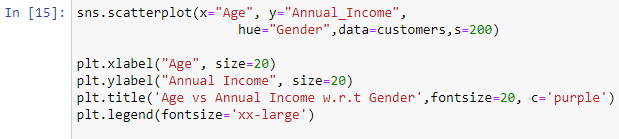 In [15]: sns.scatterplot(x="Age", y="Annual_Income",
hue="Gender",data=customers,s=200)
plt.xlabel("Age", size=20)
plt.ylabel("Annual Income", size=20)
plt.title('Age vs Annual Income w.r.t Gender',fontsize=20, c='purple')
plt.legend(fontsize='xx-large')